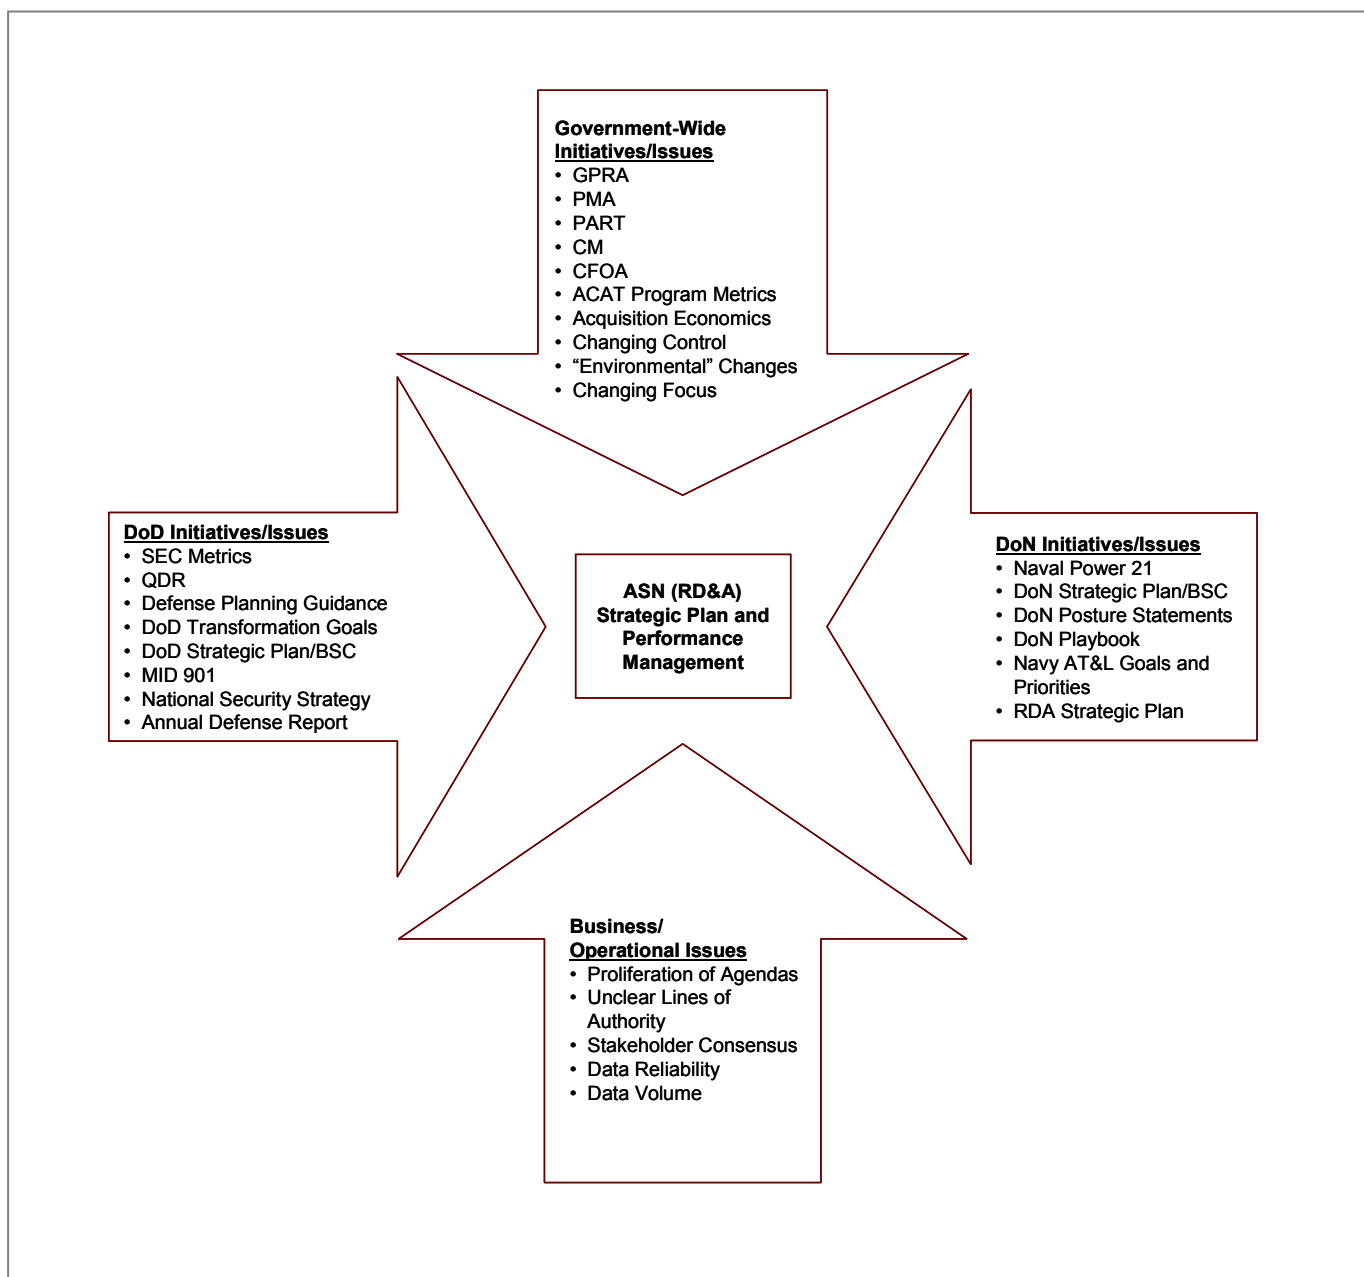 Government-Wide
Initiatives/Issues
• GPRA
• PMA
• PART
• CM
• CFOA
• ACAT Program Metrics
• Acquisition Economics
• Changing Control
• “Environmental” Changes
• Changing Focus
DoD Initiatives/Issues
• SEC Metrics
• QDR
• Defense Planning Guidance
• DoD Transformation Goals
• DoD Strategic Plan/BSC
• MID 901
• National Security Strategy
• Annual Defense Report
ASN (RD&A)
Strategic Plan and
Performance
Management
DoN Initiatives/Issues
• Naval Power 21
• DoN Strategic Plan/BSC
• DoN Posture Statements
• DoN Playbook
• Navy AT&L Goals and
Priorities
• RDA Strategic Plan
Business/
Operational Issues
• Proliferation of Agendas
• Unclear Lines of
Authority
• Stakeholder Consensus
• Data Reliability
• Data Volume